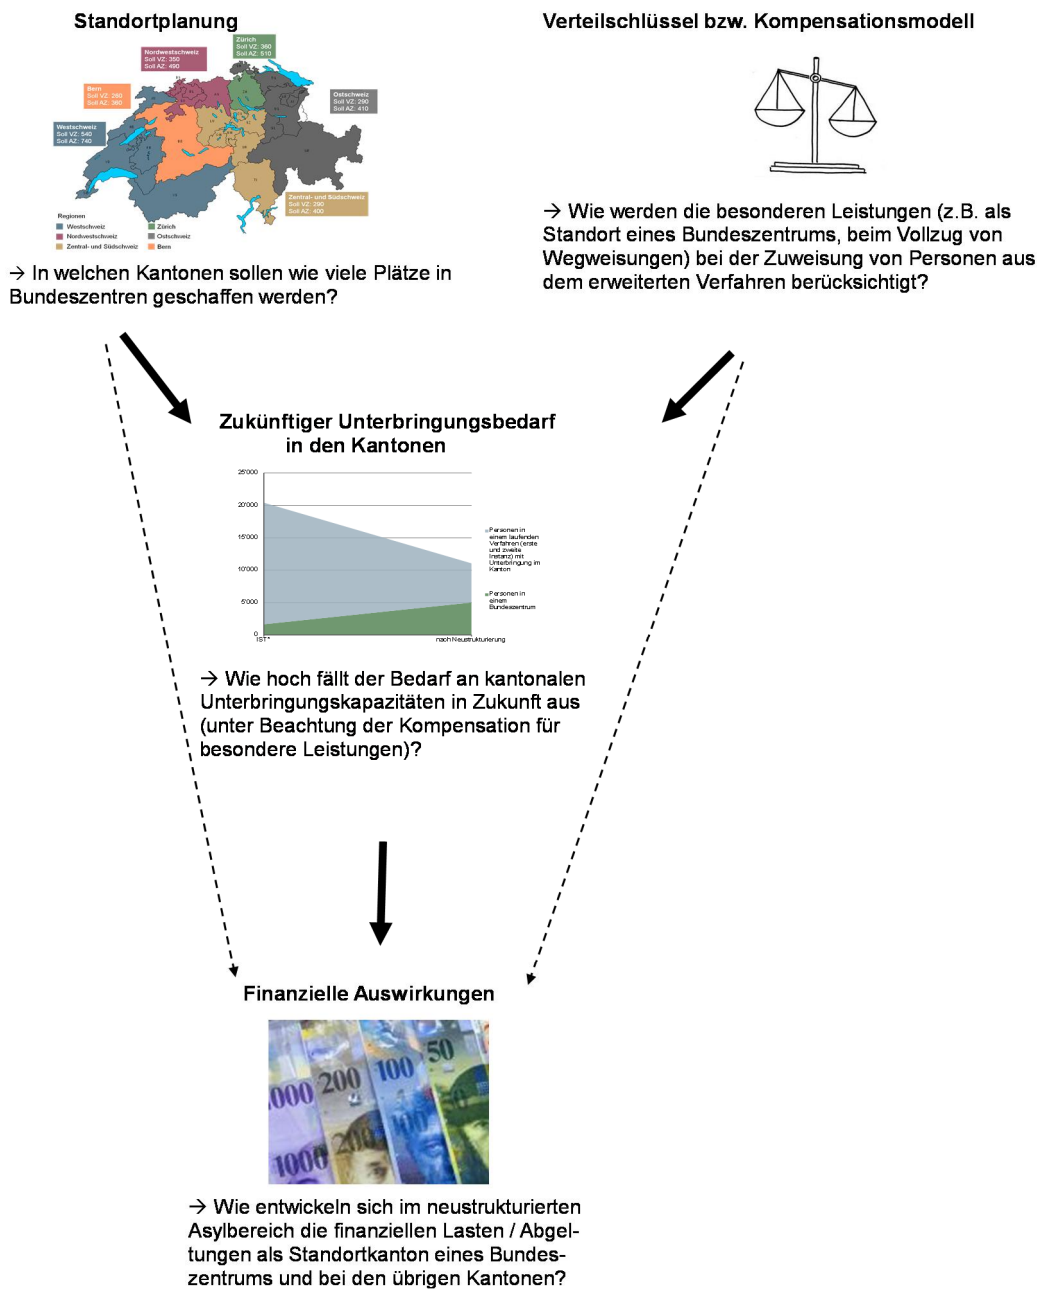 Standortplanung
Zürich
Soll VZ: 360
Soll AZ: 510
Nordwestschweiz
Soll VZ: 350
Soll AZ: 490
Bern
Soll VZ: 260
Soll AZ: 360
Ostschweiz
Soll VZ: 290
Soll AZ: 410
Westschweiz
Soll VZ: 540
Soll AZ: 740
Zentral- und Südschweiz
Soll VZ: 290
Soll AZ: 400
Regionen
Westschweiz
Zürich
Nordwestschweiz
Ostschweiz
Zentral- und Südschweiz
Bern
→ In welchen Kantonen sollen wie viele Plätze in
Bundeszentren geschaffen werden?
Verteilschlüssel bzw. Kompensationsmodell
→ Wie werden die besonderen Leistungen (z.B. als
Standort eines Bundeszentrums, beim Vollzug von
Wegweisungen) bei der Zuweisung von Personen aus
dem erweiterten Verfahren berücksichtigt?
Zukünftiger Unterbringungsbedarf
in den Kantonen
25'000
20'000
15'000
10'000
5'000
0
IST*
nach Neustrukturierung
Personen in
einem laufenden
Verfahren (erste
und zweite
Instanz) mit
Unterbringung im
Kanton
Personen in
einem
Bundeszentrum
→ Wie hoch fällt der Bedarf an kantonalen
Unterbringungskapazitäten in Zukunft aus
(unter Beachtung der Kompensation für
besondere Leistungen)?
Finanzielle Auswirkungen
1000
200
100
50
200
100
1000
→ Wie entwickeln sich im neustrukturierten
Asylbereich die finanziellen Lasten / Abgel-
tungen als Standortkanton eines Bundes-
zentrums und bei den übrigen Kantonen?